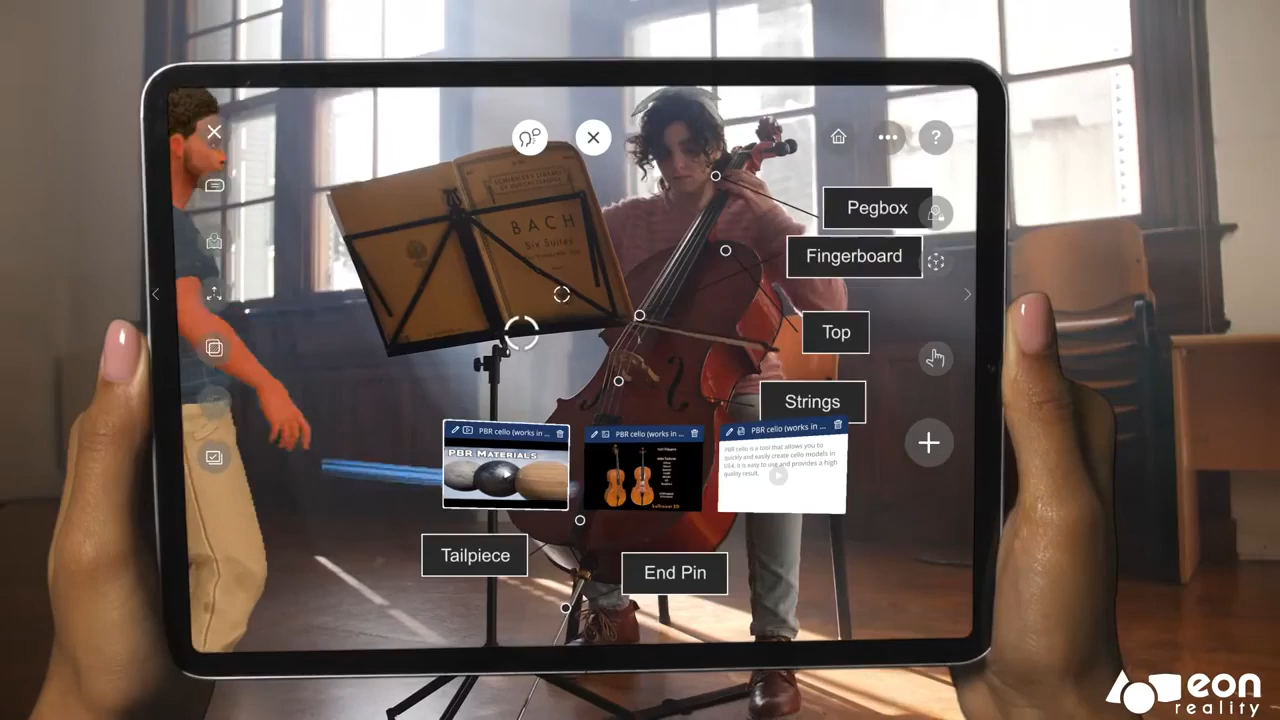 BACH
Six Suites
Pegbox
Fingerboard
Top
Strings
PBR cello (works in ...
PBR cello (works in ...
PBR cello (works in ...
PBR MATERIALS
PBR cello is a tool that allows you to
quickly and easily create cello models in
UE4. It is easy to use and provides a high
quality result.
Tailpiece
End Pin
eon
reality